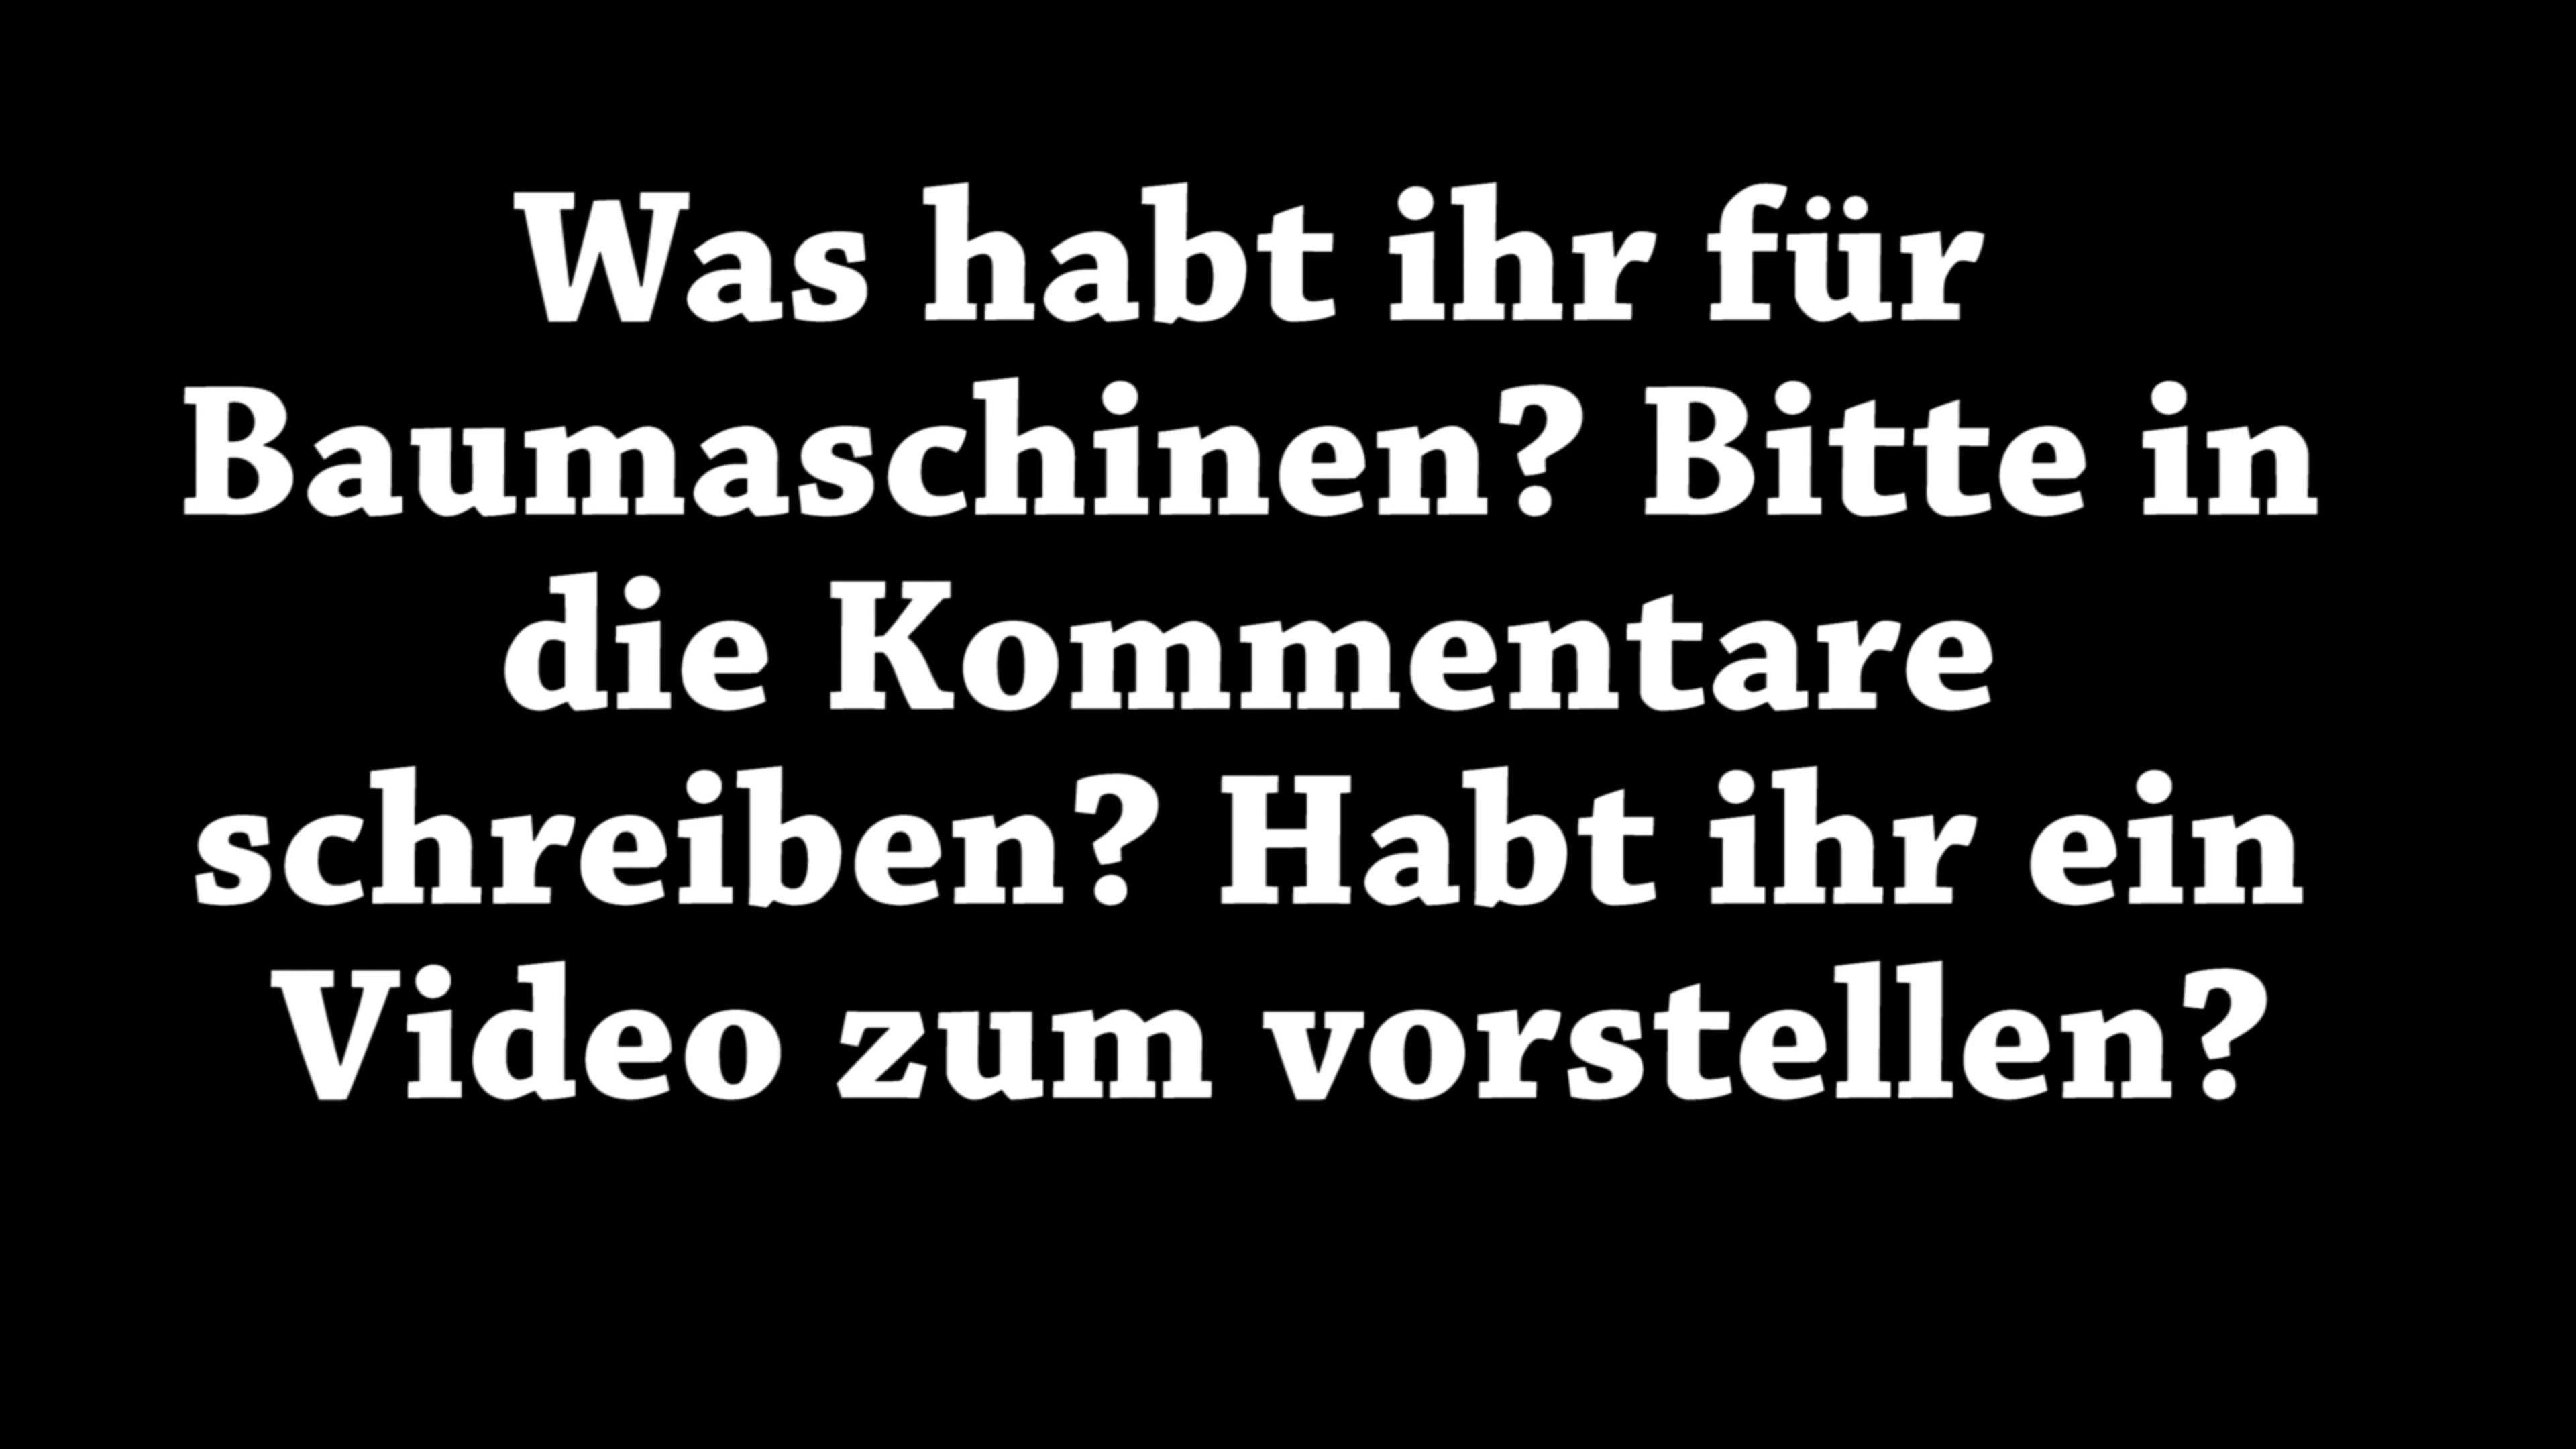 Was habt ihr für
Baumaschinen? Bitte in
die Kommentare
schreiben? Habt ihr ein
Video zum vorstellen?